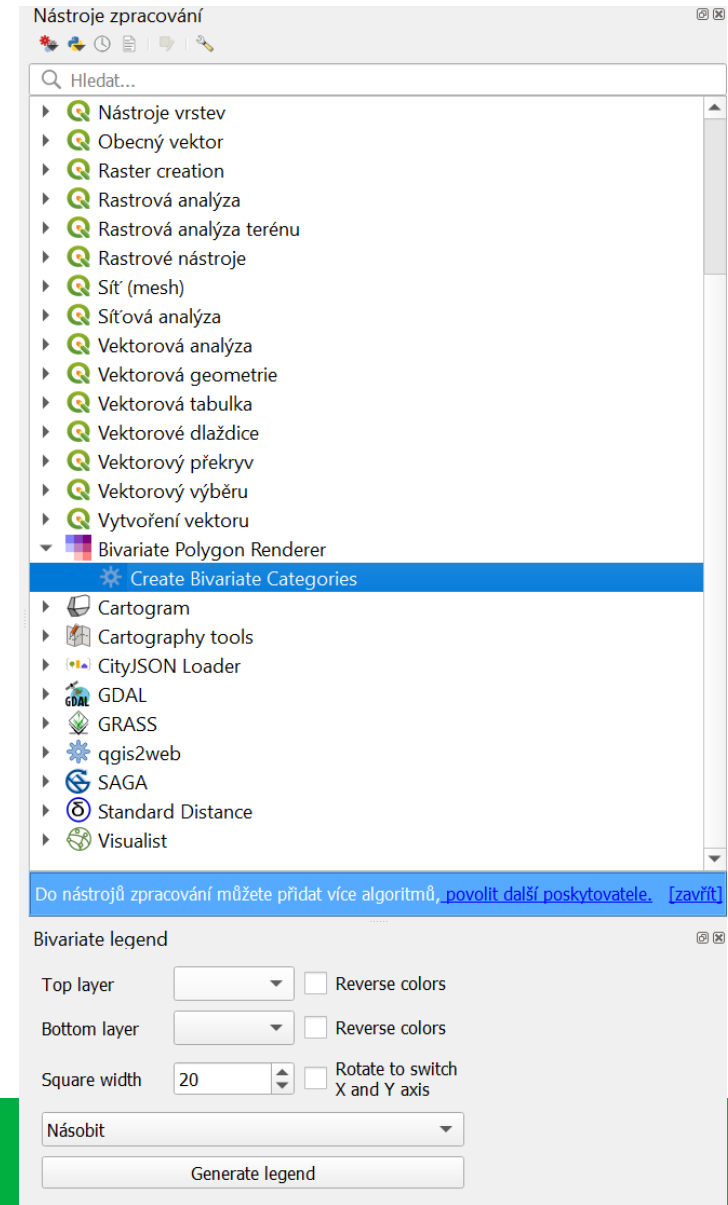 Nástroje zpracování
Hledat...
Nástroje vrstev
Obecný vektor
Raster creation
Rastrová analýza
Rastrová analýza terénu
Rastrové nástroje
Síť (mesh)
Síťová analýza
Vektorová analýza
Vektorová geometrie
Vektorová tabulka
Vektorové dlaždice
Vektorový překryv
Vektorový výběru
Vytvoření vektoru
Bivariate Polygon Renderer
Create Bivariate Categories
Cartogram
Cartography tools
CityJSON Loader
GDAL GDAL
GRASS
qgis2web
SAGA
δ Standard Distance
Visualist
Do nástrojů zpracování můžete přidat více algoritmů, povolit další poskytovatele. [zavřít]
Bivariate legend
Top layer Reverse colors
Bottom layer Reverse colors
Square width 20 Rotate to switch
X and Y axis
Násobit
Generate legend